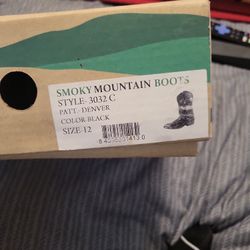 SMOKY MOUNTAIN BOOTS
STYLE- 3032 C
PATT.- DENVER
COLOR-BLACK
SIZE-12